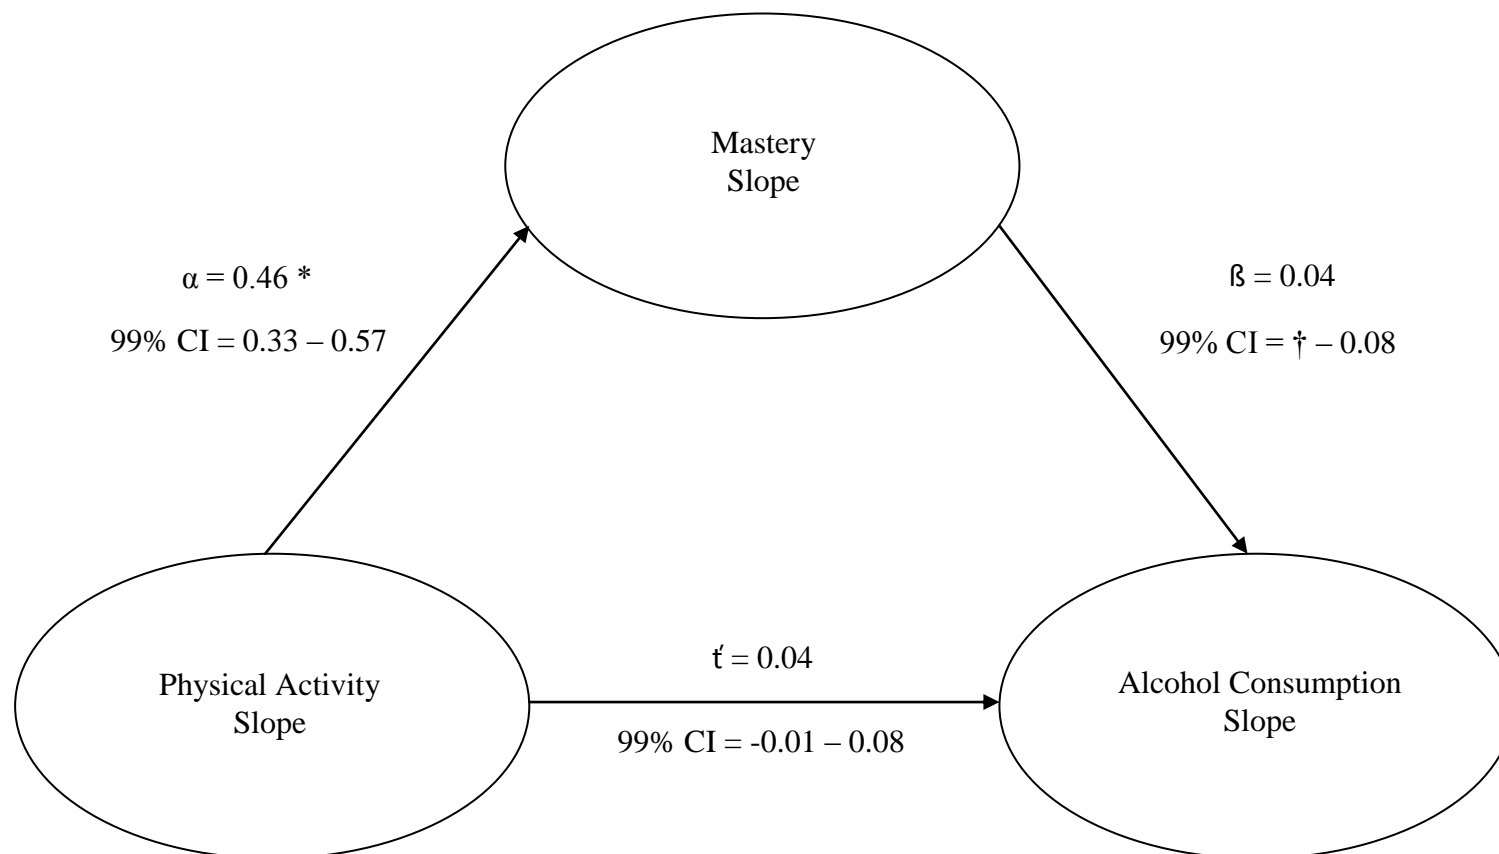 Mastery
Slope
α = 0.46 *
99% CI = 0.33 – 0.57
ß = 0.04
99% CI = † – 0.08
Physical Activity
Slope
t' = 0.04
99% CI = -0.01 – 0.08
Alcohol Consumption
Slope